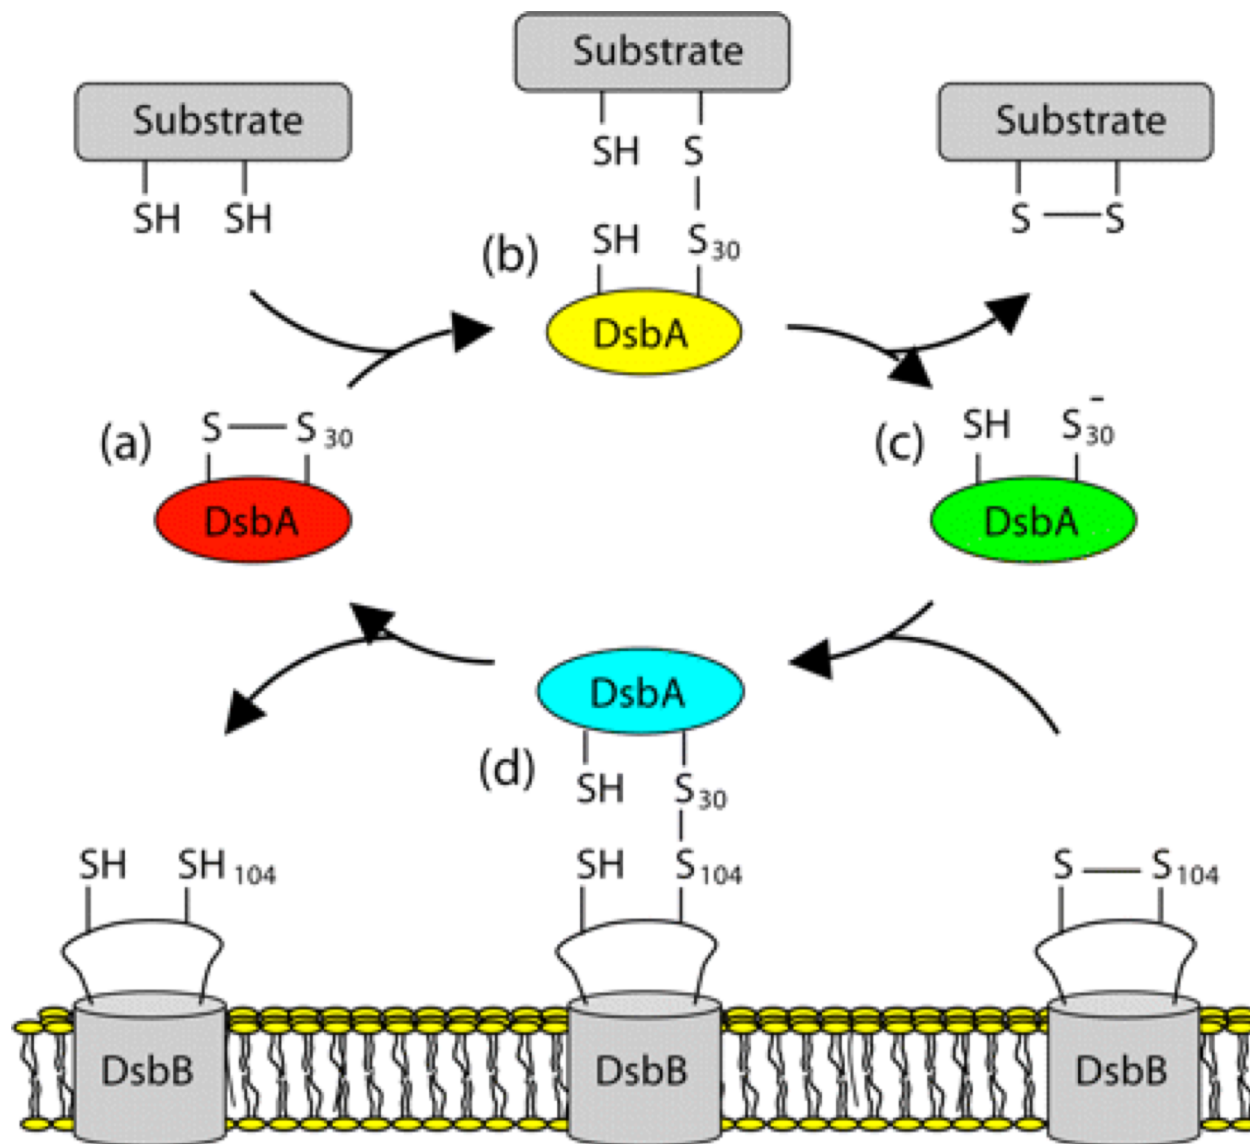 Substrate
Substrate
Substrate
SH SH
SH S
S S
(b) SH S30
DsbA
(a) S S30
DsbA
(c) SH S30-
DsbA
DsbA
(d) SH S30
SH SH104
SH S104
S S104
DsbB
DsbB
DsbB